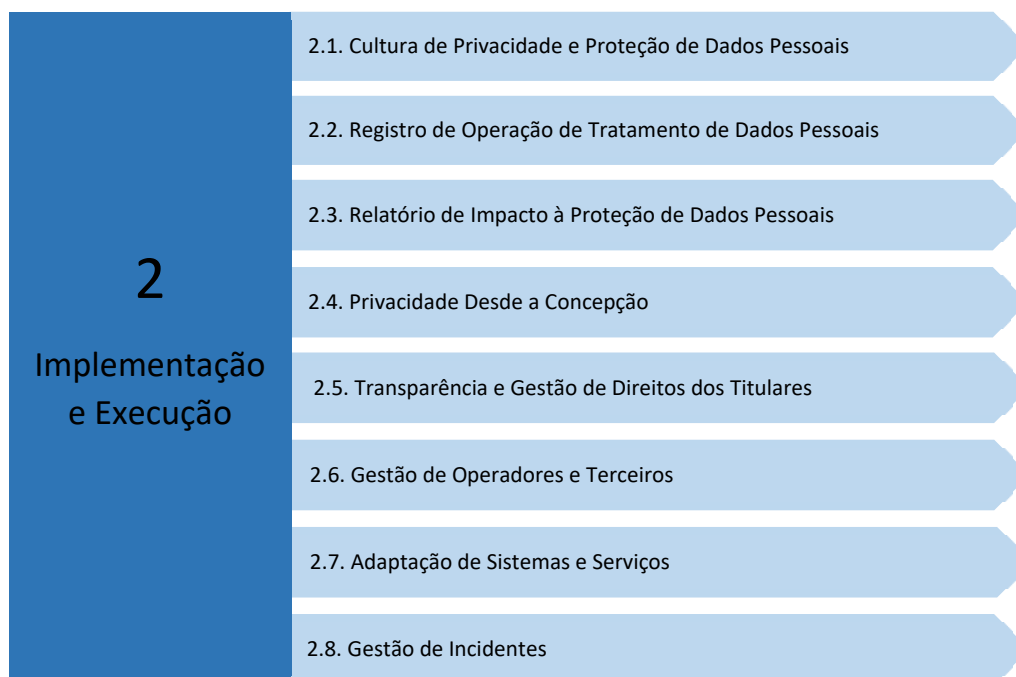 2
Implementação
e Execução
2.1. Cultura de Privacidade e Proteção de Dados Pessoais
2.2. Registro de Operação de Tratamento de Dados Pessoais
2.3. Relatório de Impacto à Proteção de Dados Pessoais
2.4. Privacidade Desde a Concepção
2.5. Transparência e Gestão de Direitos dos Titulares
2.6. Gestão de Operadores e Terceiros
2.7. Adaptação de Sistemas e Serviços
2.8. Gestão de Incidentes